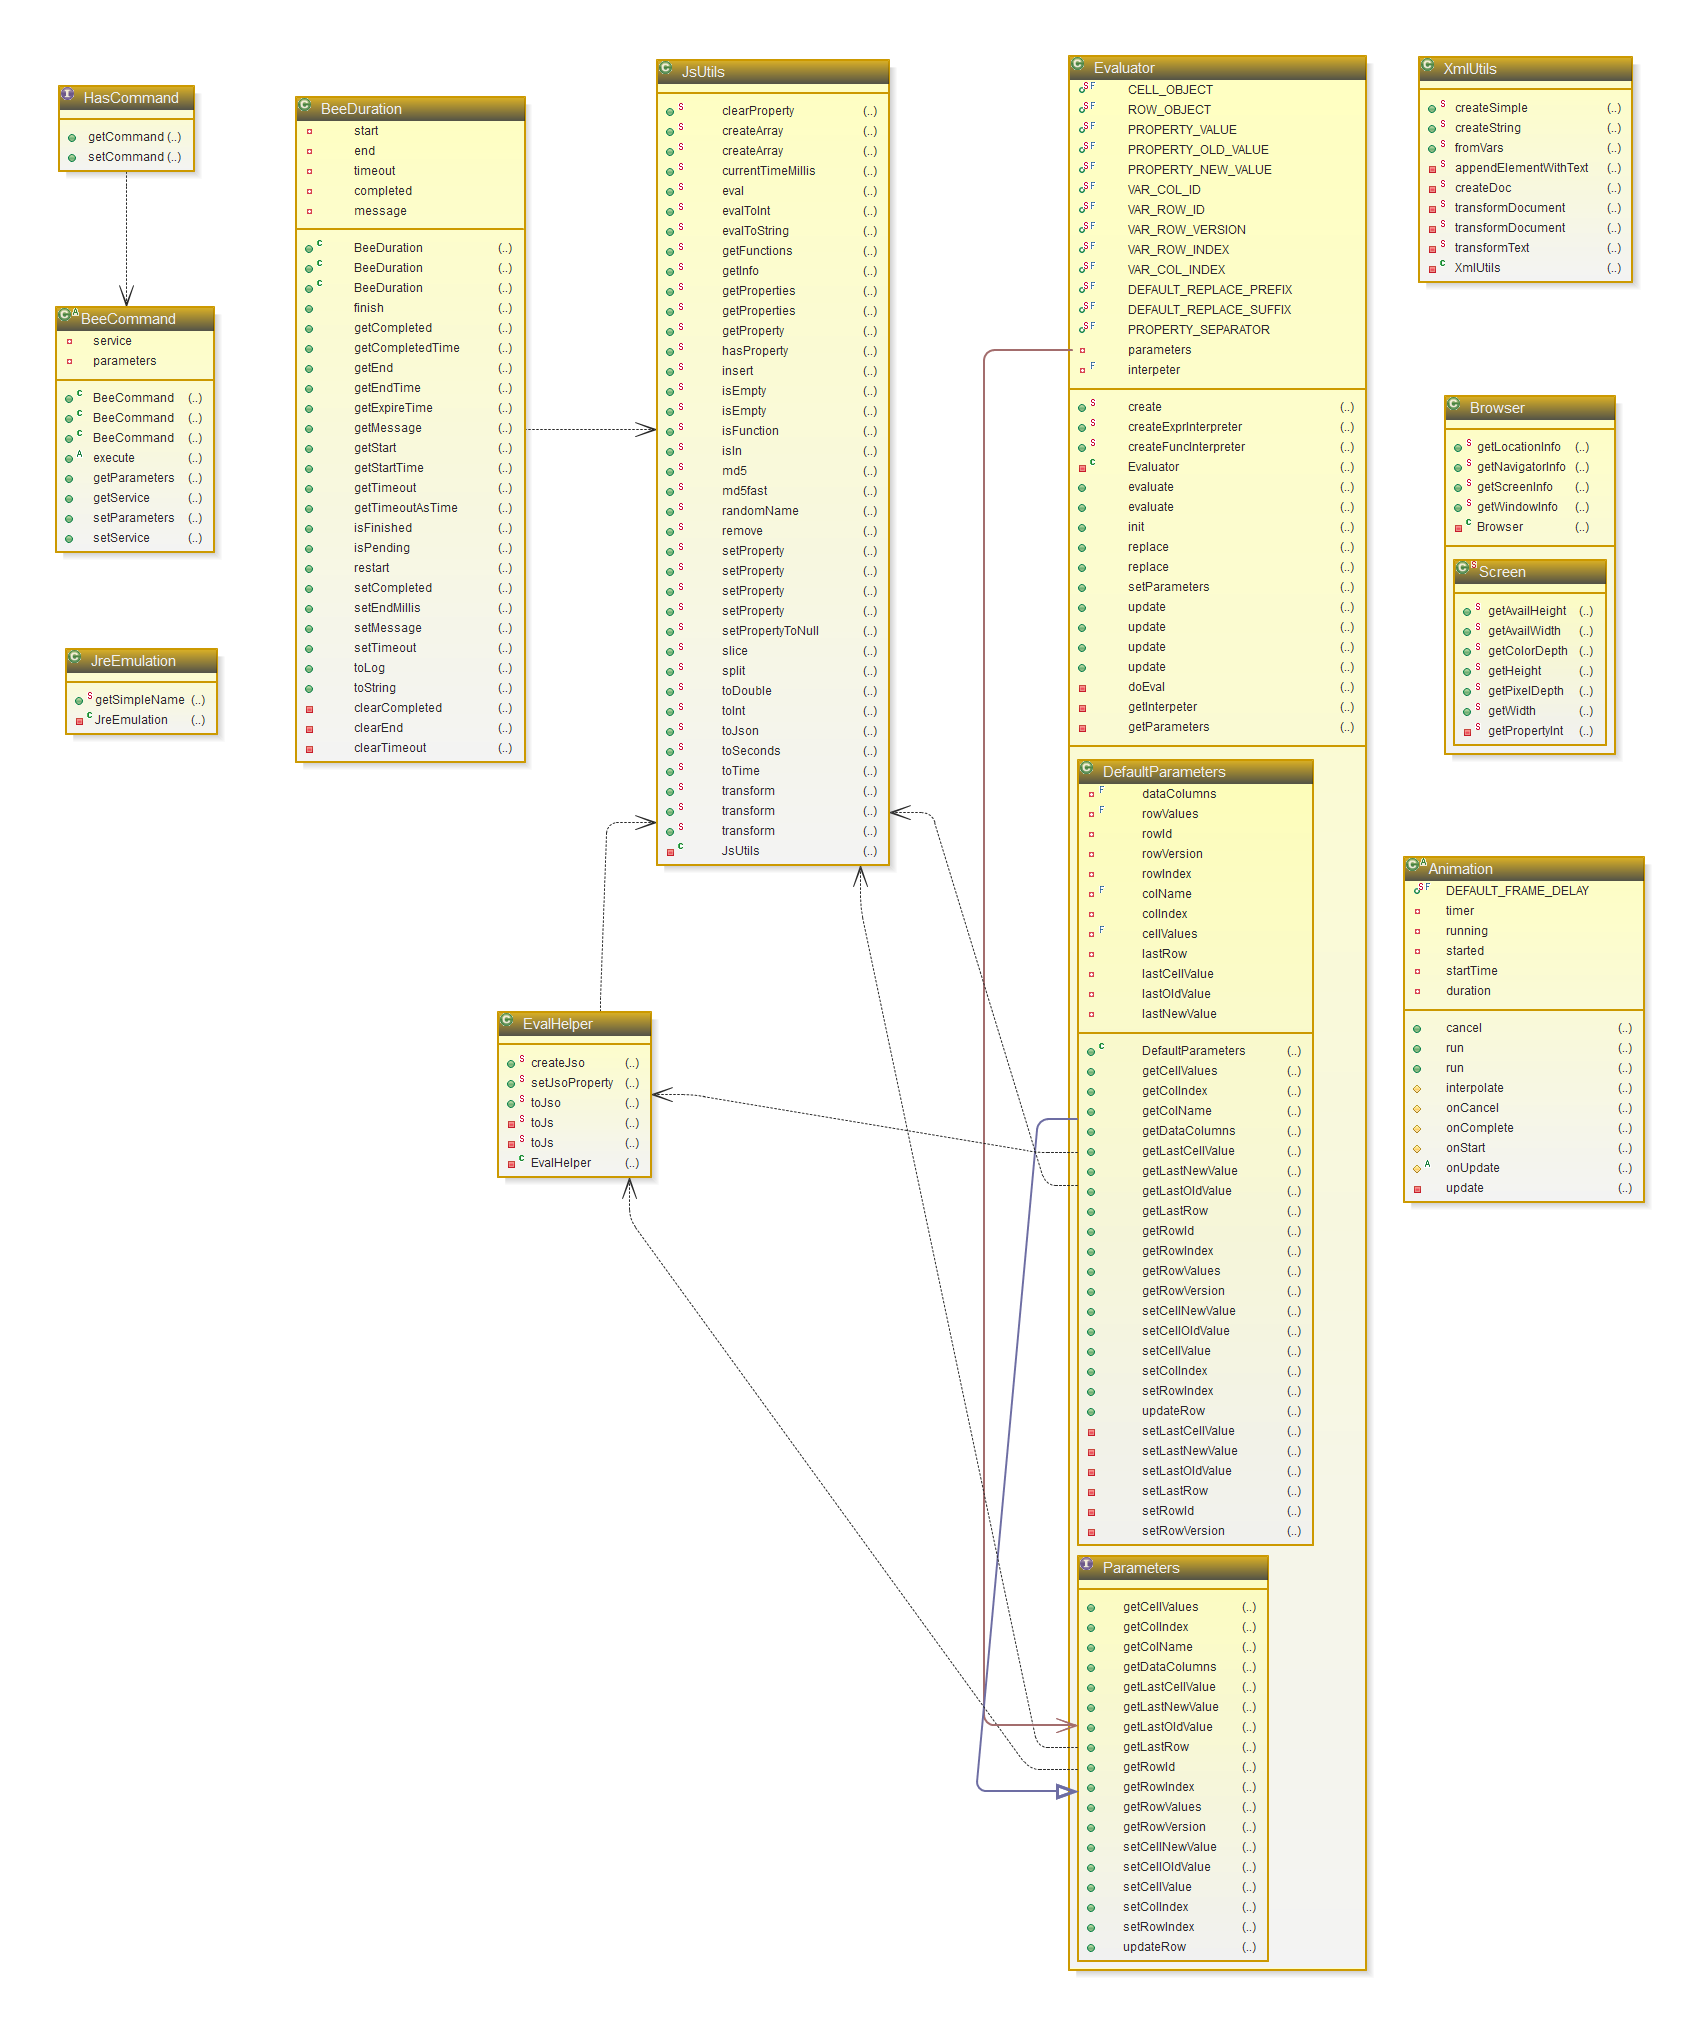 HasCommand
getCommand (..)
setCommand (..)
BeeCommand
service
parameters
BeeCommand (..)
BeeCommand (..)
BeeCommand (..)
execute (..)
getParameters (..)
getService (..)
setParameters (..)
setService (..)
JreEmulation
getSimpleName (..)
JreEmulation (..)
BeeDuration
start
end
timeout
completed
message
BeeDuration (..)
BeeDuration (..)
BeeDuration (..)
finish (..)
getCompleted (..)
getCompletedTime (..)
getEnd (..)
getEndTime (..)
getExpireTime (..)
getMessage (..)
getStart (..)
getStartTime (..)
getTimeout (..)
getTimeoutAsTime (..)
isFinished (..)
isPending (..)
restart (..)
setCompleted (..)
setEndMillis (..)
setMessage (..)
setTimeout (..)
toLog (..)
toString (..)
clearCompleted (..)
clearEnd (..)
clearTimeout (..)
JsUtils
clearProperty (..)
createArray (..)
createArray (..)
currentTimeMillis (..)
eval (..)
evalToInt (..)
evalToString (..)
getFunctions (..)
getInfo (..)
getProperties (..)
getProperties (..)
getProperty (..)
hasProperty (..)
insert (..)
isEmpty (..)
isEmpty (..)
isFunction (..)
isIn (..)
md5 (..)
md5fast (..)
randomName (..)
remove (..)
setProperty (..)
setProperty (..)
setProperty (..)
setProperty (..)
setPropertyToNull (..)
slice (..)
split (..)
toDouble (..)
toInt (..)
toJson (..)
toSeconds (..)
toTime (..)
transform (..)
transform (..)
transform (..)
JsUtils (..)
EvalHelper
createJso (..)
setJsoProperty (..)
toJso (..)
toJs (..)
toJs (..)
EvalHelper (..)
Evaluator
CELL_OBJECT
ROW_OBJECT
PROPERTY_VALUE
PROPERTY_OLD_VALUE
PROPERTY_NEW_VALUE
VAR_COL_ID
VAR_ROW_ID
VAR_ROW_VERSION
VAR_ROW_INDEX
VAR_COL_INDEX
DEFAULT_REPLACE_PREFIX
DEFAULT_REPLACE_SUFFIX
PROPERTY_SEPARATOR
parameters
interpeter
create (..)
createExprInterpreter (..)
createFuncInterpreter (..)
Evaluator (..)
evaluate (..)
evaluate (..)
init (..)
replace (..)
replace (..)
setParameters (..)
update (..)
update (..)
update (..)
update (..)
doEval (..)
getInterpeter (..)
getParameters (..)
DefaultParameters
dataColumns
rowValues
rowId
rowVersion
rowIndex
colName
colIndex
cellValues
lastRow
lastCellValue
lastOldValue
lastNewValue
DefaultParameters (..)
getCellValues (..)
getColIndex (..)
getColName (..)
getDataColumns (..)
getLastCellValue (..)
getLastNewValue (..)
getLastOldValue (..)
getLastRow (..)
getRowId (..)
getRowIndex (..)
getRowValues (..)
getRowVersion (..)
setCellNewValue (..)
setCellOldValue (..)
setCellValue (..)
setColIndex (..)
setRowIndex (..)
updateRow (..)
setLastCellValue (..)
setLastNewValue (..)
setLastOldValue (..)
setLastRow (..)
setRowId (..)
setRowVersion (..)
Parameters
getCellValues (..)
getColIndex (..)
getColName (..)
getDataColumns (..)
getLastCellValue (..)
getLastNewValue (..)
getLastOldValue (..)
getLastRow (..)
getRowId (..)
getRowIndex (..)
getRowValues (..)
getRowVersion (..)
setCellNewValue (..)
setCellOldValue (..)
setCellValue (..)
setColIndex (..)
setRowIndex (..)
updateRow (..)
XmlUtils
createSimple (..)
createString (..)
fromVars (..)
appendElementWithText (..)
createDoc (..)
transformDocument (..)
transformDocument (..)
transformText (..)
XmlUtils (..)
Browser
getLocationInfo (..)
getNavigatorInfo (..)
getScreenInfo (..)
getWindowInfo (..)
Browser (..)
Screen
getAvailHeight (..)
getAvailWidth (..)
getColorDepth (..)
getHeight (..)
getPixelDepth (..)
getWidth (..)
getPropertyInt (..)
Animation
DEFAULT_FRAME_DELAY
timer
running
started
startTime
duration
cancel (..)
run (..)
run (..)
interpolate (..)
onCancel (..)
onComplete (..)
onStart (..)
onUpdate (..)
update (..)